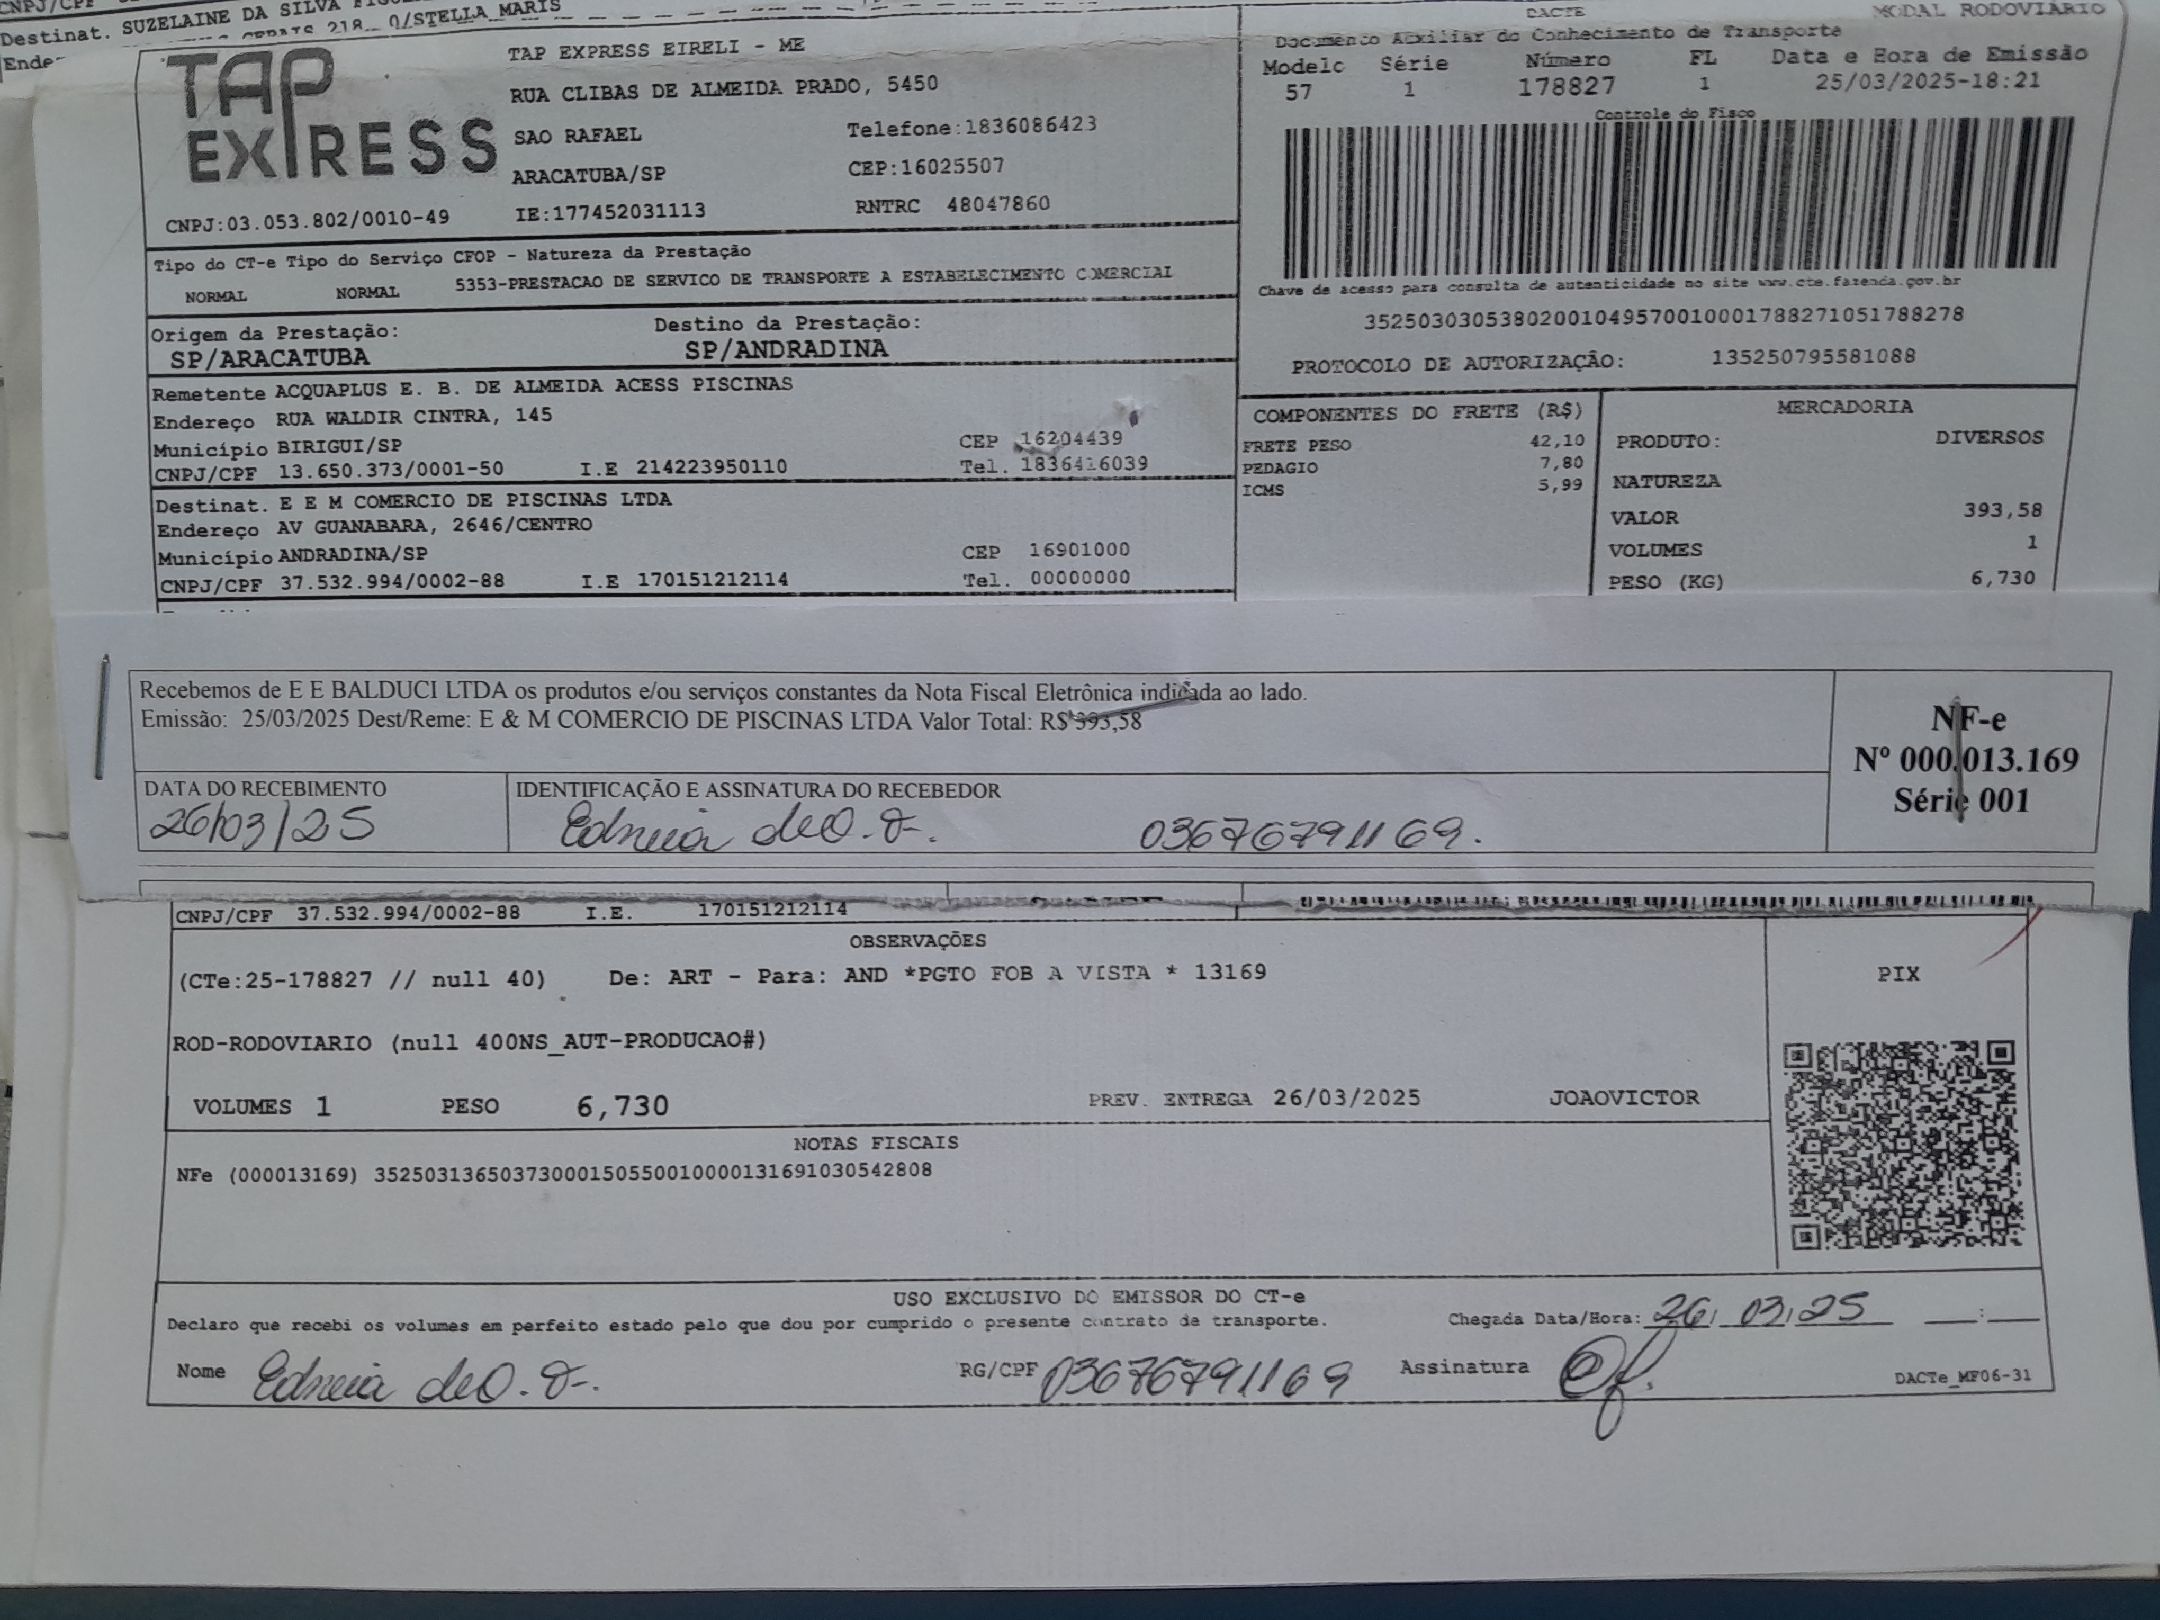 CNPJ/CPF
Destinat. SUZELAINE DA SILVA
218 0/STELLA MARIS
TAP EXPRESS
TAP EXPRESS EIRELI - ME
RUA CLIBAS DE ALMEIDA PRADO, 5450
SAO RAFAEL Telefone:1836086423
ARACATUBA/SP CEP:16025507
CNPJ:03.053.802/0010-49 IE:177452031113 RNTRC 48047860
DACTE MODAL RODOVIÁRIO
Documento Auxiliar do Conhecimento de Transporte
Modelo Série Número FL Data e Hora de Emissão
57 1 178827 1 25/03/2025-18:21
Controle do Fisco
Chave de acesso para consulta de autenticidade no site www.cte.fazenda.gov.br
35250303053802001049570010001788271051788278
PROTOCOLO DE AUTORIZAÇÃO: 135250795581088
Tipo do CT-e Tipo do Serviço CFOP - Natureza da Prestação
NORMAL NORMAL 5353-PRESTACAO DE SERVICO DE TRANSPORTE A ESTABELECIMENTO COMERCIAL
Origem da Prestação: Destino da Prestação:
SP/ARACATUBA SP/ANDRADINA
Remetente ACQUAPLUS E. B. DE ALMEIDA ACESS PISCINAS
Endereço RUA WALDIR CINTRA, 145
Município BIRIGUI/SP CEP 16204439
CNPJ/CPF 13.650.373/0001-50 I.E 214223950110 Tel. 1836416039
Destinat. E E M COMERCIO DE PISCINAS LTDA
Endereço AV GUANABARA, 2646/CENTRO
Município ANDRADINA/SP CEP 16901000
CNPJ/CPF 37.532.994/0002-88 I.E 170151212114 Tel. 00000000
COMPONENTES DO FRETE (R$)
FRETE PESO 42,10
PEDAGIO 7,80
ICMS 5,99
MERCADORIA
PRODUTO: DIVERSOS
NATUREZA
VALOR 393,58
VOLUMES 1
PESO (KG) 6,730
Recebemos de E E BALDUCI LTDA os produtos e/ou serviços constantes da Nota Fiscal Eletrônica indicada ao lado.
Emissão: 25/03/2025 Dest/Reme: E & M COMERCIO DE PISCINAS LTDA Valor Total: R$ 393,58
NF-e
Nº 000.013.169
Série 001
DATA DO RECEBIMENTO IDENTIFICAÇÃO E ASSINATURA DO RECEBEDOR
26/03/25 Edneia de O. F. 03676791169.
CNPJ/CPF 37.532.994/0002-88 I.E. 170151212114
OBSERVAÇÕES
(CTe:25-178827 // null 40) De: ART - Para: AND *PGTO FOB A VISTA * 13169
PIX
ROD-RODOVIARIO (null 400NS_AUT-PRODUCAO#)
VOLUMES 1 PESO 6,730 PREV. ENTREGA 26/03/2025 JOAOVICTOR
NOTAS FISCAIS
NFe (000013169) 35250313650373000150550010000131691030542808
USO EXCLUSIVO DO EMISSOR DO CT-e
Declaro que recebi os volumes em perfeito estado pelo que dou por cumprido o presente contrato de transporte. Chegada Data/Hora: 26/03/25 __:__
Nome Edneia de O. F. RG/CPF 03676791169 Assinatura DACTe_MF06-31